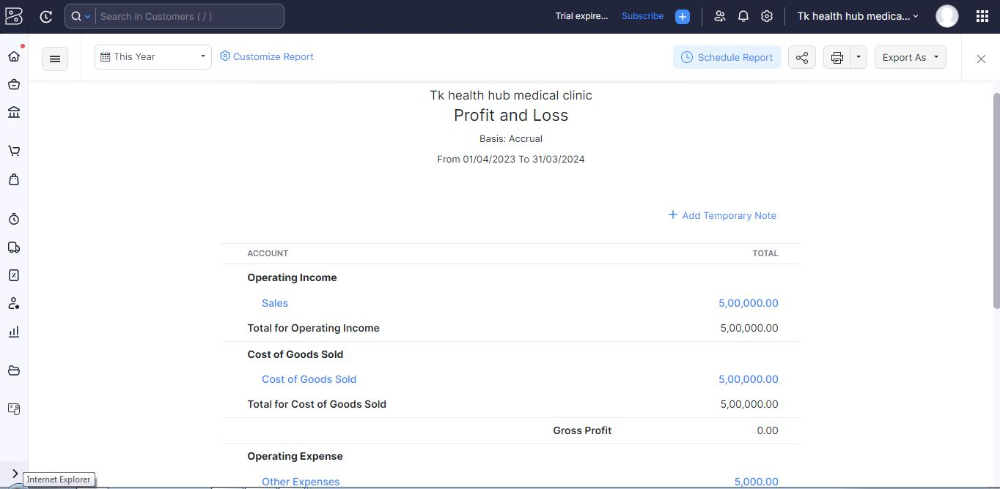 Search in Customers ( / )
Trial expire...
Subscribe
Tk health hub medica...
This Year
Customize Report
Schedule Report
Export As
Tk health hub medical clinic
Profit and Loss
Basis: Accrual
From 01/04/2023 To 31/03/2024
Add Temporary Note
ACCOUNT TOTAL
Operating Income
Sales 5,00,000.00
Total for Operating Income 5,00,000.00
Cost of Goods Sold
Cost of Goods Sold 5,00,000.00
Total for Cost of Goods Sold 5,00,000.00
Gross Profit 0.00
Operating Expense
Other Expenses 5,000.00
Internet Explorer